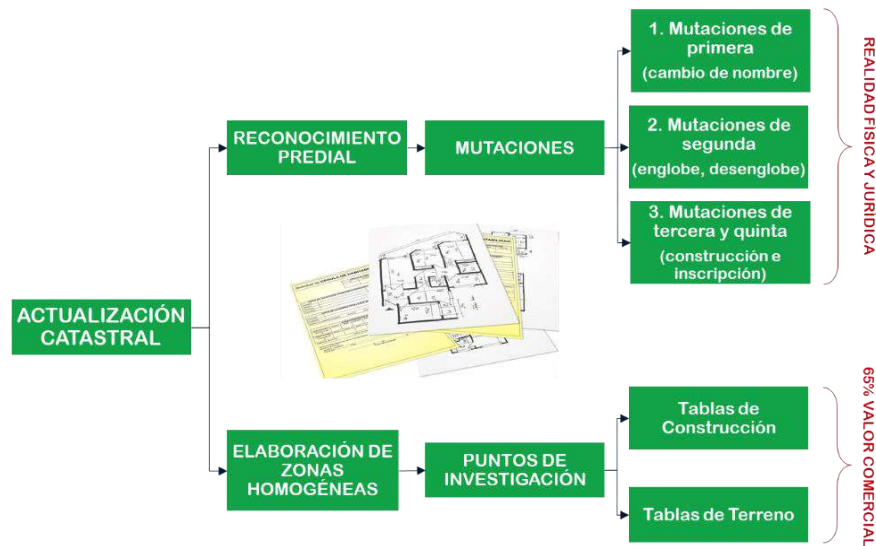 ACTUALIZACIÓN
CATASTRAL
RECONOCIMIENTO
PREDIAL
MUTACIONES
1. Mutaciones de
primera
(cambio de nombre)
2. Mutaciones de
segunda
(englobe, desenglobe)
3. Mutaciones de
tercera y quinta
(construcción e
inscripción)
REALIDAD FÍSICA Y JURÍDICA
ELABORACIÓN DE
ZONAS
HOMOGÉNEAS
PUNTOS DE
INVESTIGACIÓN
Tablas de
Construcción
Tablas de Terreno
65% VALOR COMERCIAL